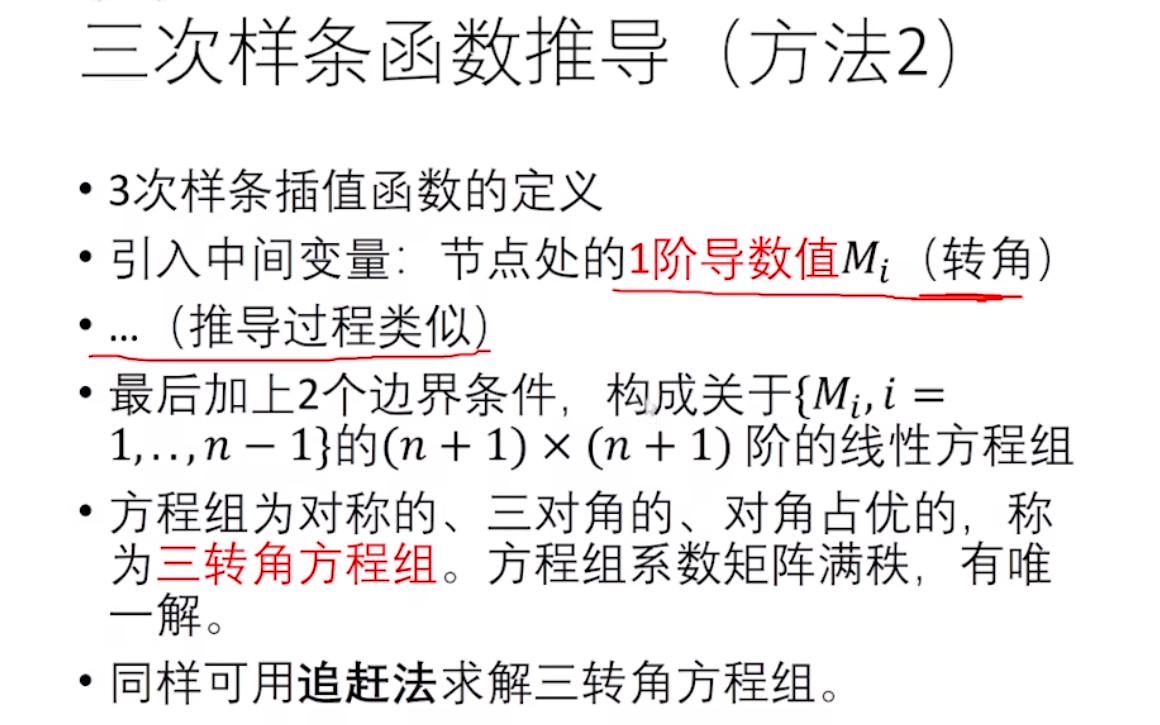 三次样条函数推导（方法2）
• 3次样条插值函数的定义
• 引入中间变量：节点处的1阶导数值Mᵢ（转角）
• …（推导过程类似）
• 最后加上2个边界条件，构成关于{Mᵢ, i =
1,..,n − 1}的(n + 1) × (n + 1) 阶的线性方程组
• 方程组为对称的、三对角的、对角占优的，称
为三转角方程组。方程组系数矩阵满秩，有唯
一解。
• 同样可用追赶法求解三转角方程组。